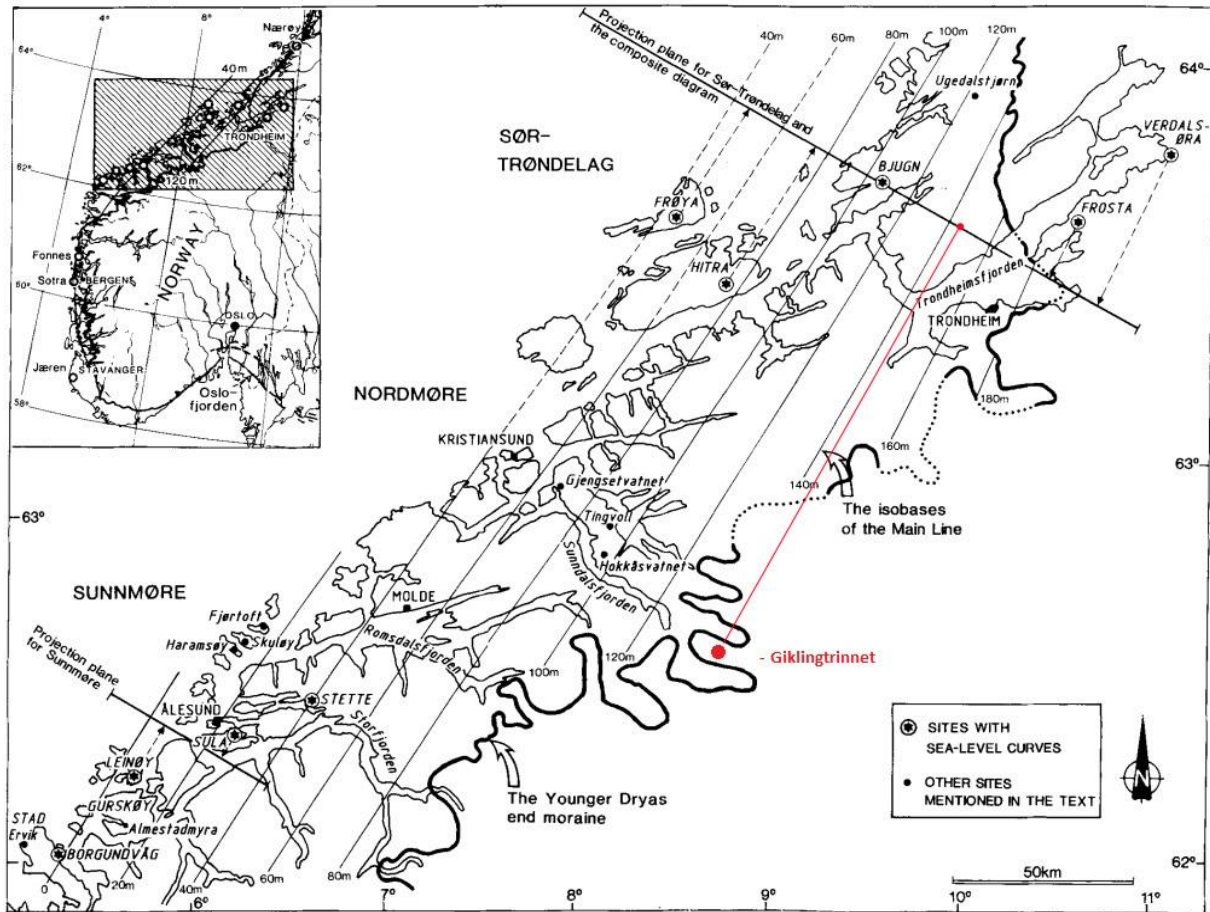 4°
8°
Nærøy
64°
40 m
TRONDHEIM
62°
120 m
NORWAY
Fonnes
Sotra
BERGEN
60°
OSLO
Jæren
STAVANGER
Oslo-
fjorden
58°
Projection plane for Sør-Trøndelag and
the composite diagram
40m
60m
80m
100m
120m
64°
Ugedalstjørn
VERDALS-
ØRA
SØR-
TRØNDELAG
BJUGN
FRØYA
FROSTA
HITRA
Trondheimsfjorden
TRONDHEIM
180m
NORDMØRE
KRISTIANSUND
160m
63°
140m
Gjengsetvatnet
The isobases
of the Main Line
63°
Tingvoll
Hokkåsvatnet
Sunndalsfjorden
SUNNMØRE
MOLDE
Fjørtoft
Haramsøy
Skuløy
Romsdalsfjorden
- Giklingtrinnet
Projection plane
for Sunnmøre
100m
120m
STETTE
ÅLESUND
SULA
Storfjorden
LEINØY
SITES WITH
SEA-LEVEL CURVES
OTHER SITES
MENTIONED IN THE TEXT
N
GURSKØY
The Younger Dryas
end moraine
STAD
Ervik
Almestadmyra
BORGUNDVÅG
0
20m
40m
60m
80m
62°
50km
6°
7°
8°
9°
10°
11°